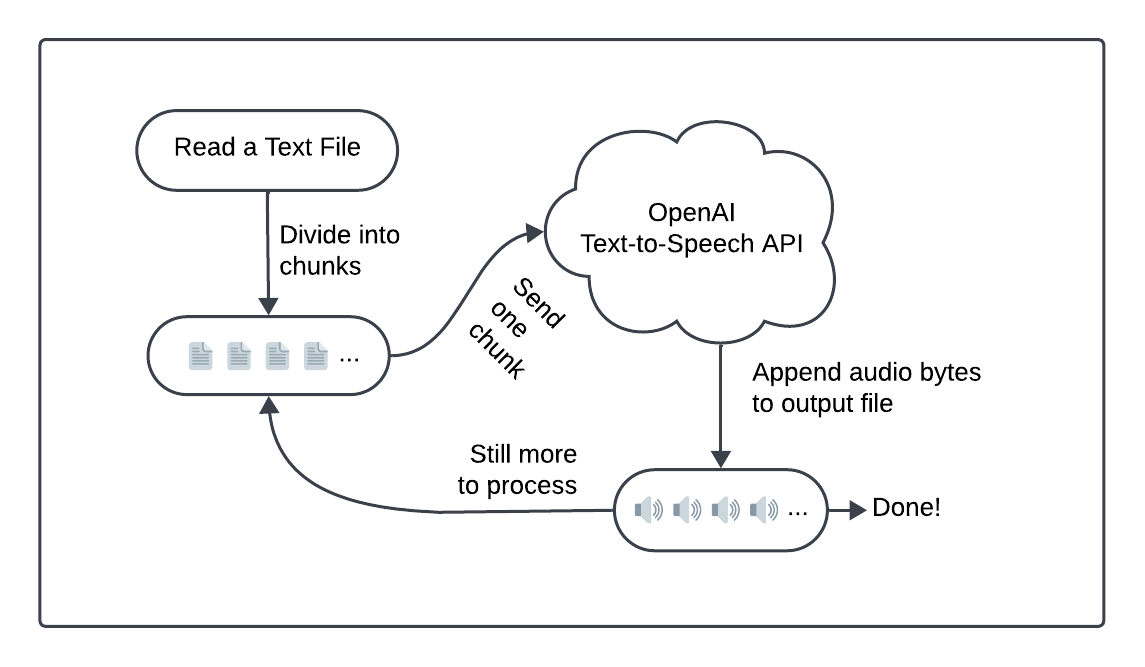 Read a Text File
Divide into
chunks
...
Send
one
chunk
OpenAI
Text-to-Speech API
Append audio bytes
to output file
Still more
to process
...
Done!